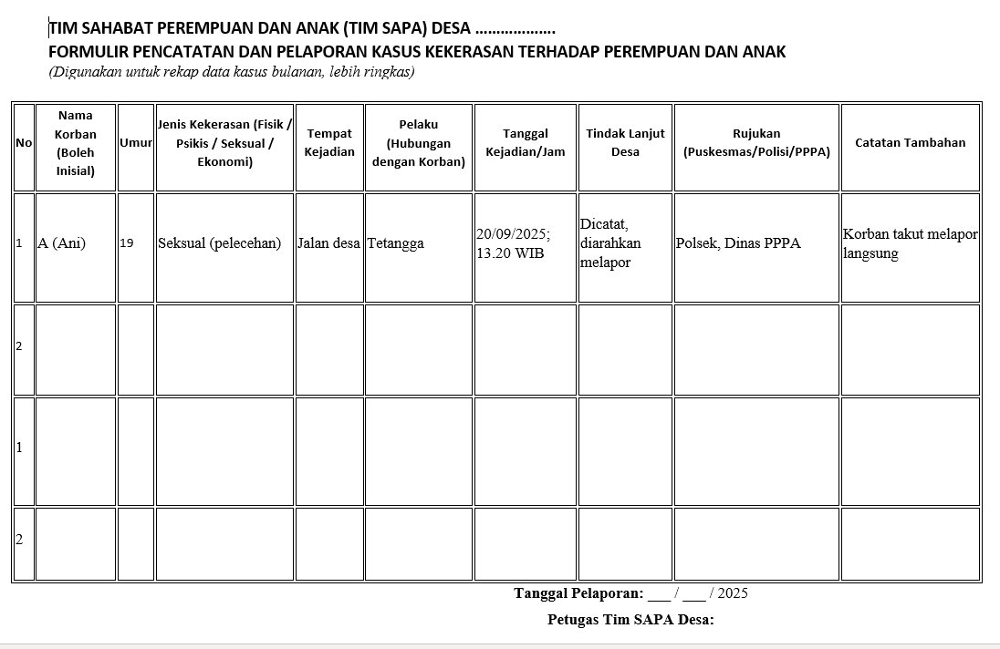 TIM SAHABAT PEREMPUAN DAN ANAK (TIM SAPA) DESA ...................
FORMULIR PENCATATAN DAN PELAPORAN KASUS KEKERASAN TERHADAP PEREMPUAN DAN ANAK
(Digunakan untuk rekap data kasus bulanan, lebih ringkas)
No
Nama
Korban
(Boleh
Inisial)
Umur
Jenis Kekerasan (Fisik /
Psikis / Seksual /
Ekonomi)
Tempat
Kejadian
Pelaku
(Hubungan
dengan Korban)
Tanggal
Kejadian/Jam
Tindak Lanjut
Desa
Rujukan
(Puskesmas/Polisi/PPPA)
Catatan Tambahan
1
A (Ani)
19
Seksual (pelecehan)
Jalan desa
Tetangga
20/09/2025;
13.20 WIB
Dicatat,
diarahkan
melapor
Polsek, Dinas PPPA
Korban takut melapor
langsung
2
1
2
Tanggal Pelaporan: ___ / ___ / 2025
Petugas Tim SAPA Desa: